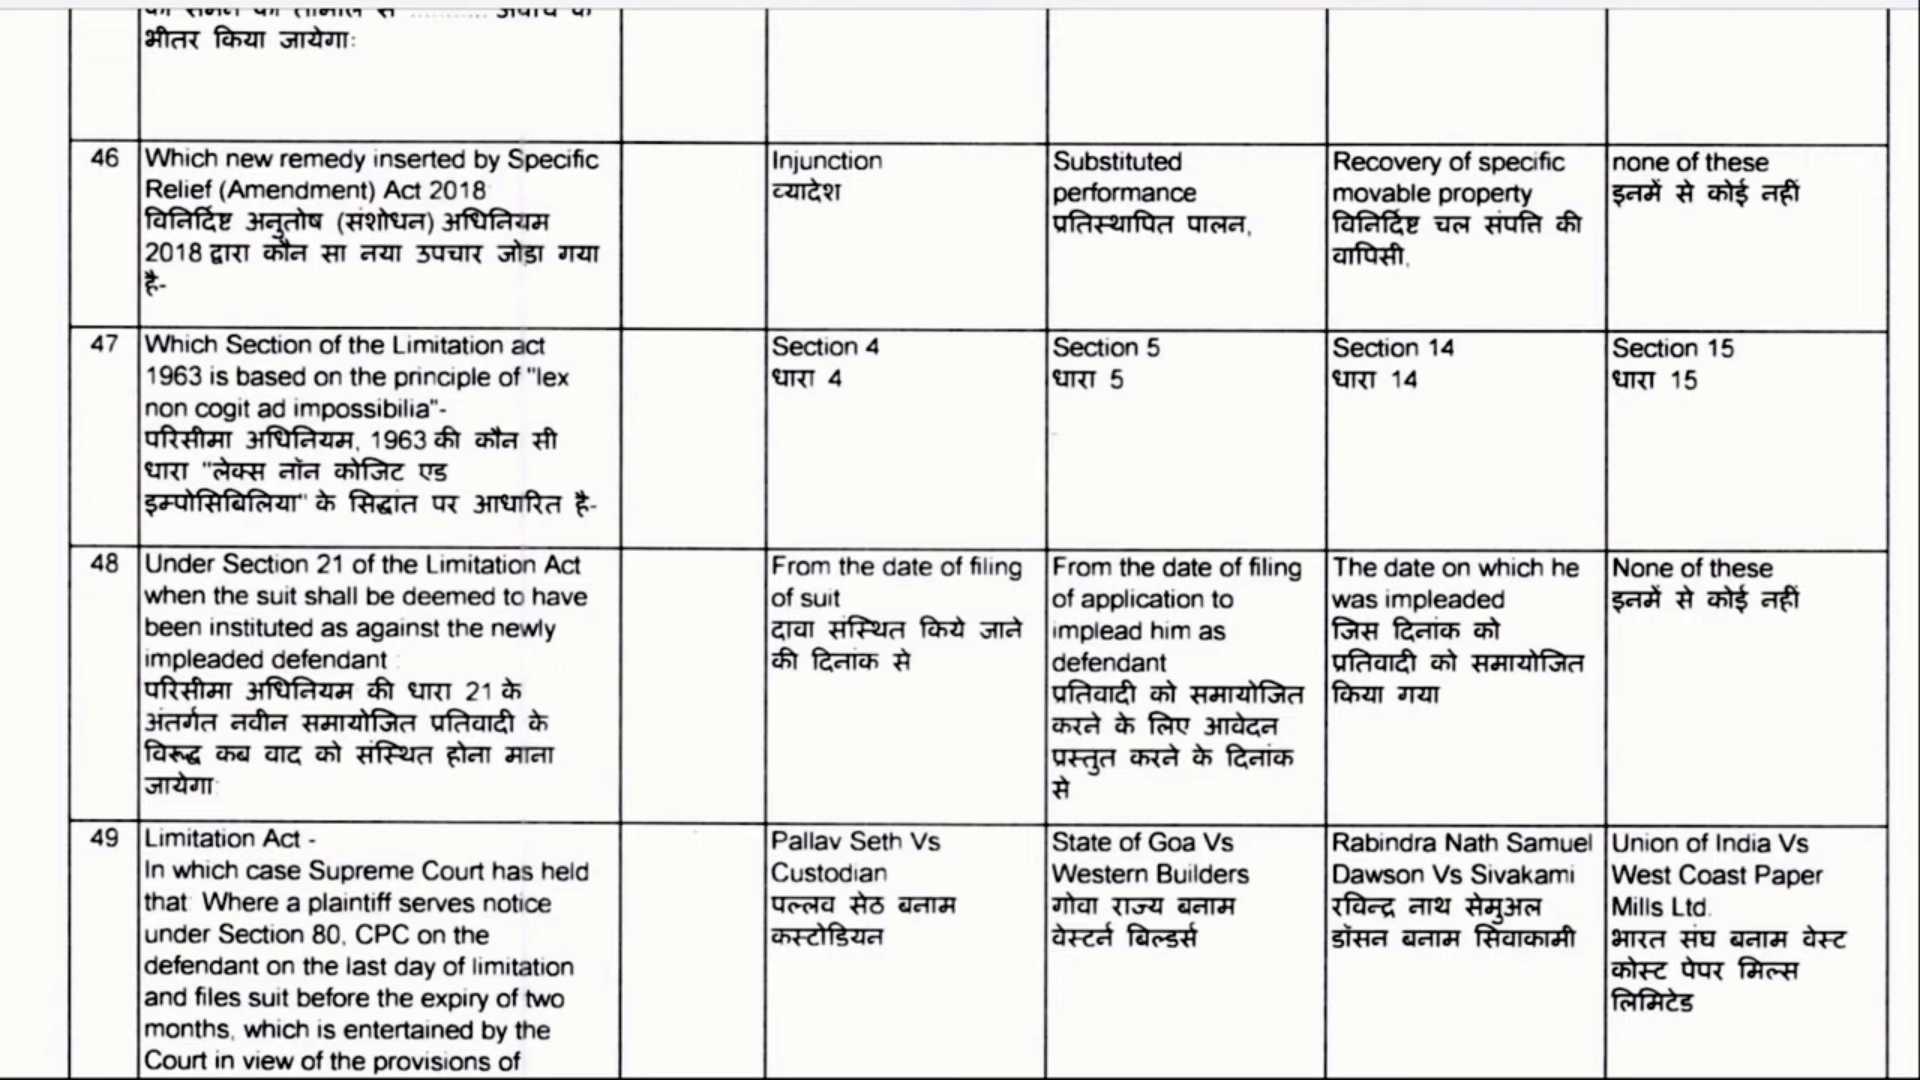 भीतर किया जायेगा:
46
Which new remedy inserted by Specific
Relief (Amendment) Act 2018
विनिर्दिष्ट अनुतोष (संशोधन) अधिनियम
2018 द्वारा कौन सा नया उपचार जोड़ा गया
है-
Injunction
व्यादेश
Substituted
performance
प्रतिस्थापित पालन,
Recovery of specific
movable property
विनिर्दिष्ट चल संपत्ति की
वापिसी,
none of these
इनमें से कोई नहीं
47
Which Section of the Limitation act
1963 is based on the principle of "lex
non cogit ad impossibilia"-
परिसीमा अधिनियम, 1963 की कौन सी
धारा "लेक्स नॉन कोजिट एड
इम्पोसिबिलिया" के सिद्धांत पर आधारित है-
Section 4
धारा 4
Section 5
धारा 5
Section 14
धारा 14
Section 15
धारा 15
48
Under Section 21 of the Limitation Act
when the suit shall be deemed to have
been instituted as against the newly
impleaded defendant :
परिसीमा अधिनियम की धारा 21 के
अंतर्गत नवीन समायोजित प्रतिवादी के
विरूद्ध कब वाद को संस्थित होना माना
जायेगा:
From the date of filing
of suit
दावा संस्थित किये जाने
की दिनांक से
From the date of filing
of application to
implead him as
defendant
प्रतिवादी को समायोजित
करने के लिए आवेदन
प्रस्तुत करने के दिनांक
से
The date on which he
was impleaded
जिस दिनांक को
प्रतिवादी को समायोजित
किया गया
None of these
इनमें से कोई नहीं
49
Limitation Act -
In which case Supreme Court has held
that: Where a plaintiff serves notice
under Section 80, CPC on the
defendant on the last day of limitation
and files suit before the expiry of two
months, which is entertained by the
Court in view of the provisions of
Pallav Seth Vs
Custodian
पल्लव सेठ बनाम
कस्टोडियन
State of Goa Vs
Western Builders
गोवा राज्य बनाम
वेस्टर्न बिल्डर्स
Rabindra Nath Samuel
Dawson Vs Sivakami
रविन्द्र नाथ सेमुअल
डॉसन बनाम सिवाकामी
Union of India Vs
West Coast Paper
Mills Ltd.
भारत संघ बनाम वेस्ट
कोस्ट पेपर मिल्स
लिमिटेड